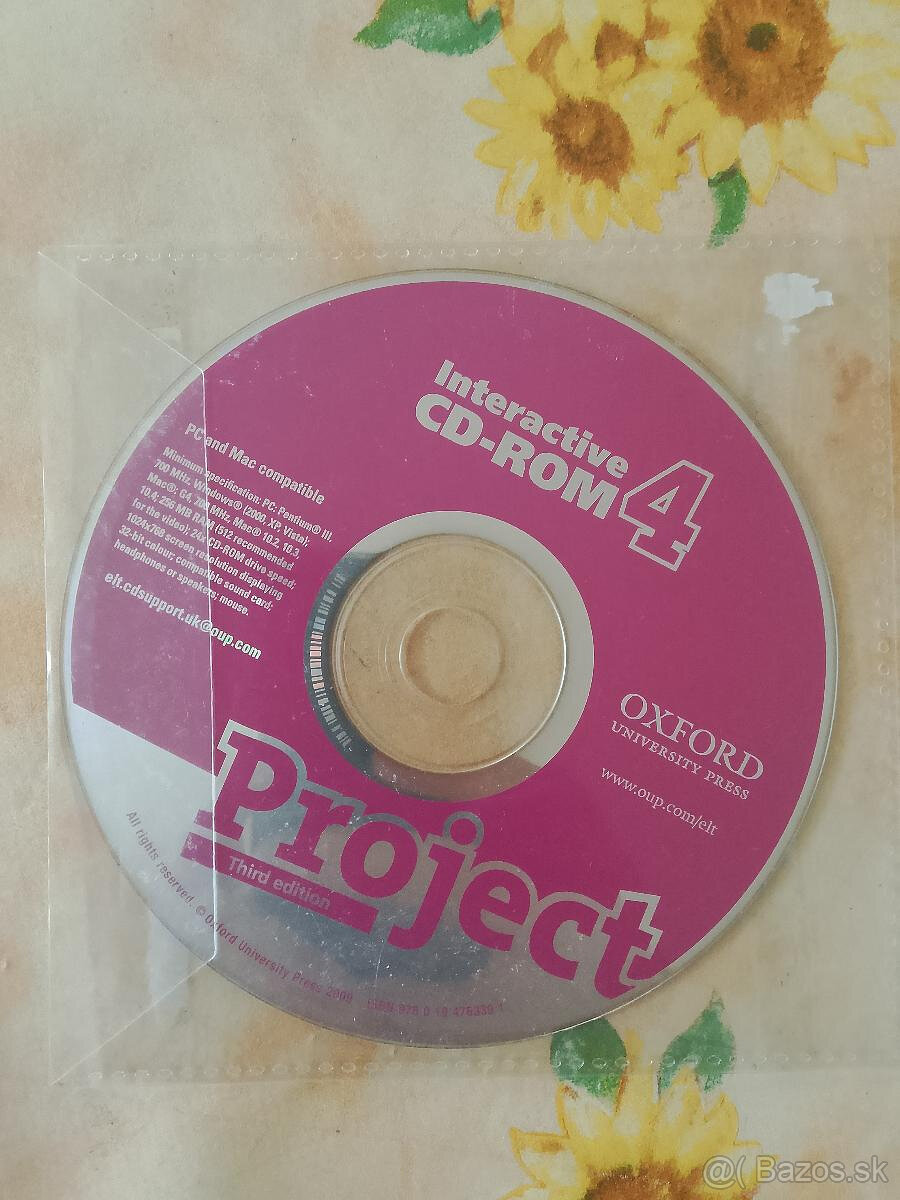 Interactive
CD-ROM 4
PC and Mac compatible
Minimum specification: PC: Pentium® III,
700 MHz, Windows® (2000, XP Vista);
Mac®: G4, 700 MHz, Mac® 10.2, 10.3,
10.4; 256 MB RAM (512 recommended
for the video); 24x CD-ROM drive speed;
1024x768 screen resolution displaying
32-bit colour; compatible sound card;
headphones or speakers; mouse.
elt.cdsupport.uk@oup.com
OXFORD
UNIVERSITY PRESS
www.oup.com/elt
Project
Third edition
All rights reserved. © Oxford University Press 2009 ISBN 978 0 19
@( Bazos.sk